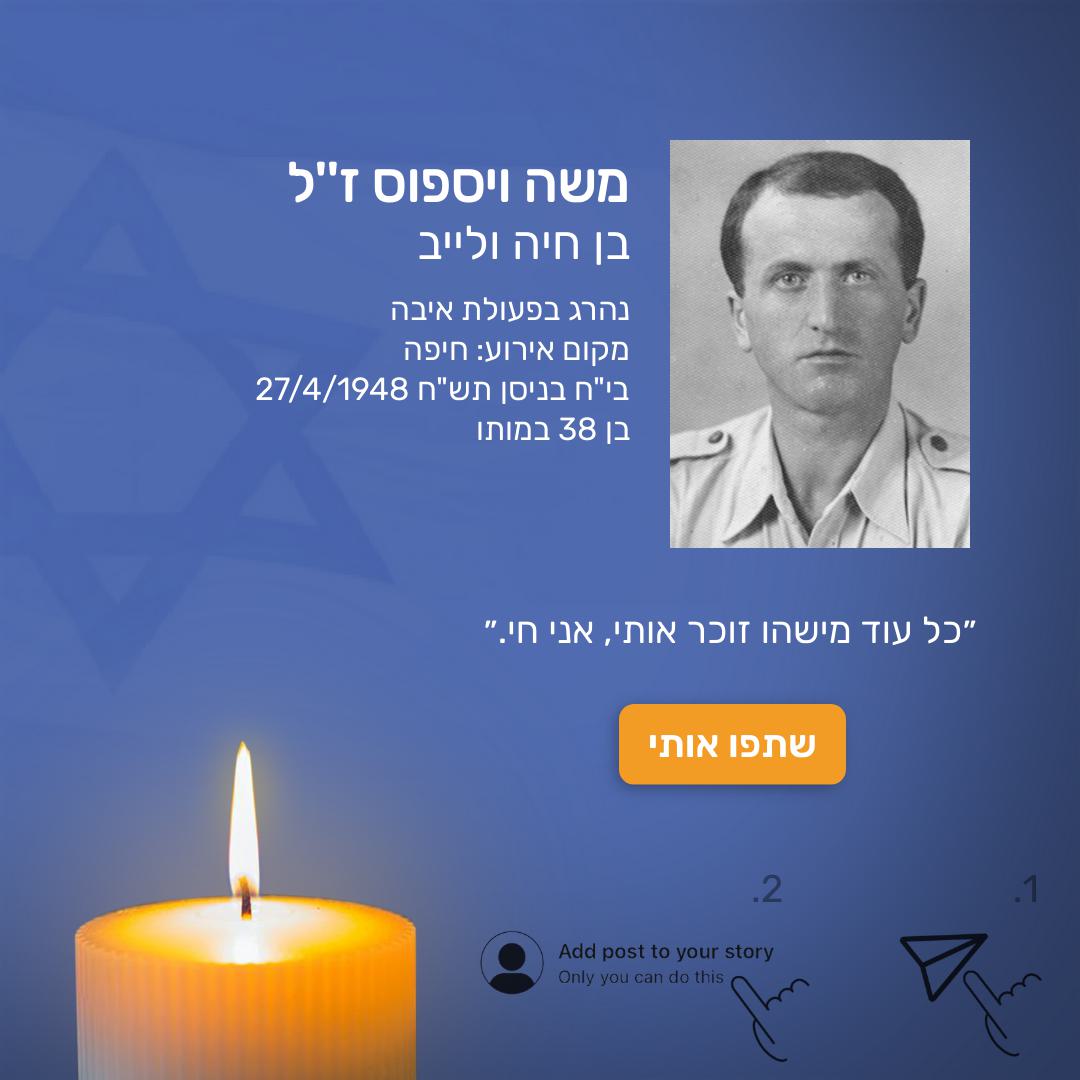 משה ויספוס ז"ל
בן חיה ולייב
נהרג בפעולת איבה
מקום אירוע: חיפה
בי"ח בניסן תש"ח 27/4/1948
בן 38 במותו
״כל עוד מישהו זוכר אותי, אני חי.״
שתפו אותי
.1
.2
Add post to your story
Only you can do this